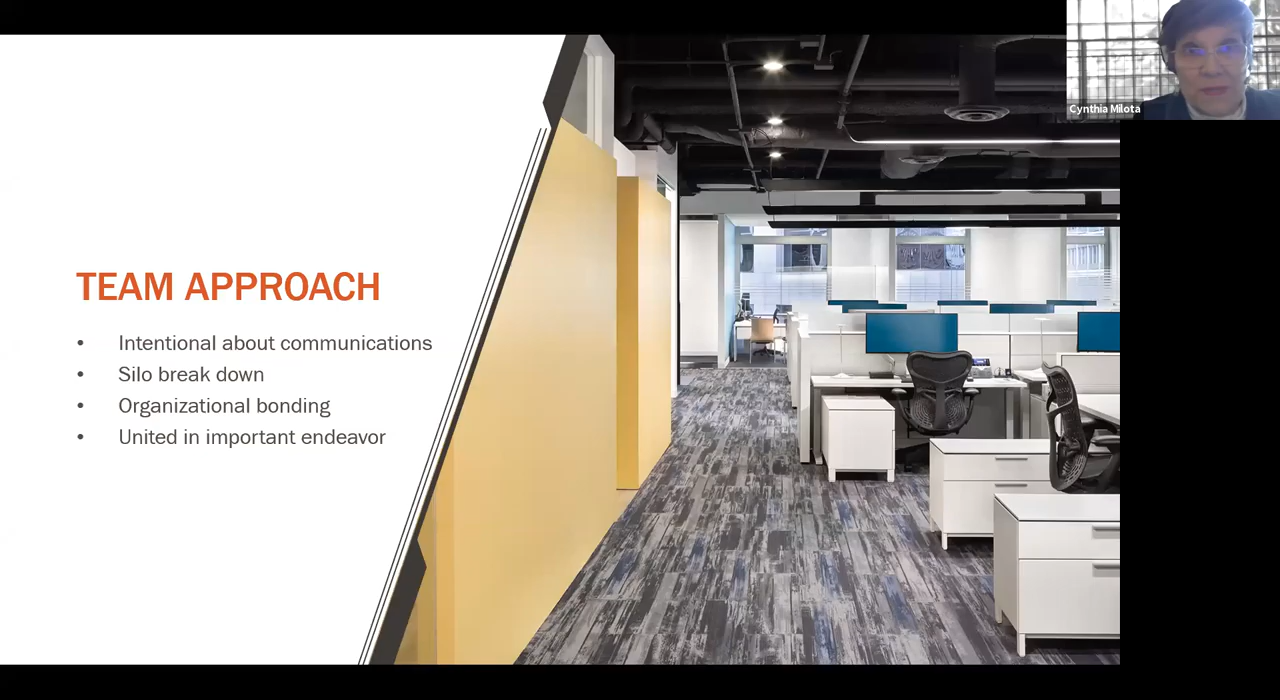 Cynthia Milota
TEAM APPROACH
• Intentional about communications
• Silo break down
• Organizational bonding
• United in important endeavor